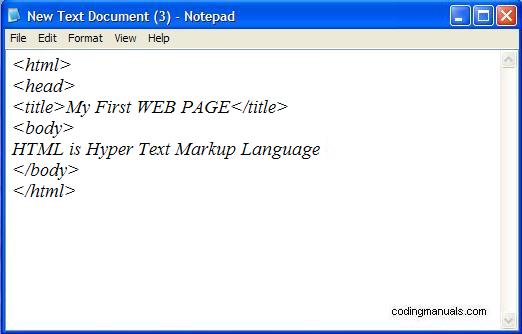 New Text Document (3) - Notepad
File Edit Format View Help
<html>
<head>
<title>My First WEB PAGE</title>
<body>
HTML is Hyper Text Markup Language
</body>
</html>
codingmanuals.com